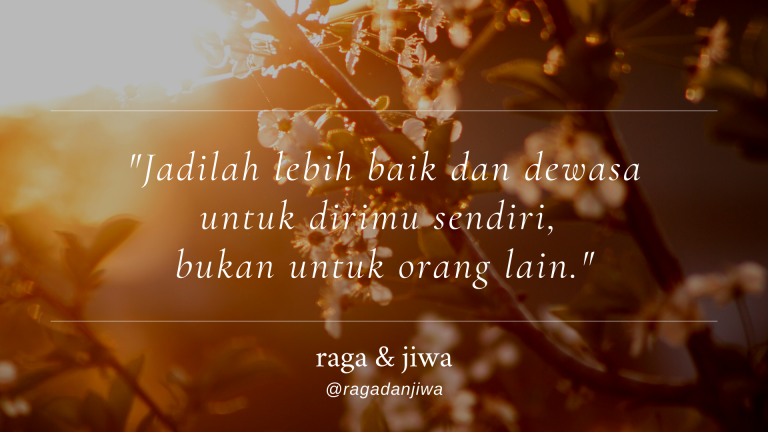 "Jadilah lebih baik dan dewasa
untuk dirimu sendiri,
bukan untuk orang lain."
raga & jiwa
@ragadanjiwa